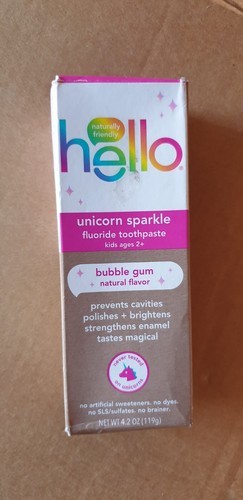 naturally
friendly
hello®
unicorn sparkle
fluoride toothpaste
kids ages 2+
bubble gum
natural flavor
prevents cavities
polishes + brightens
strengthens enamel
tastes magical
never tested
on unicorns
no artificial sweeteners. no dyes.
no SLS/sulfates. no brainer.
NET WT 4.2 OZ (119g)